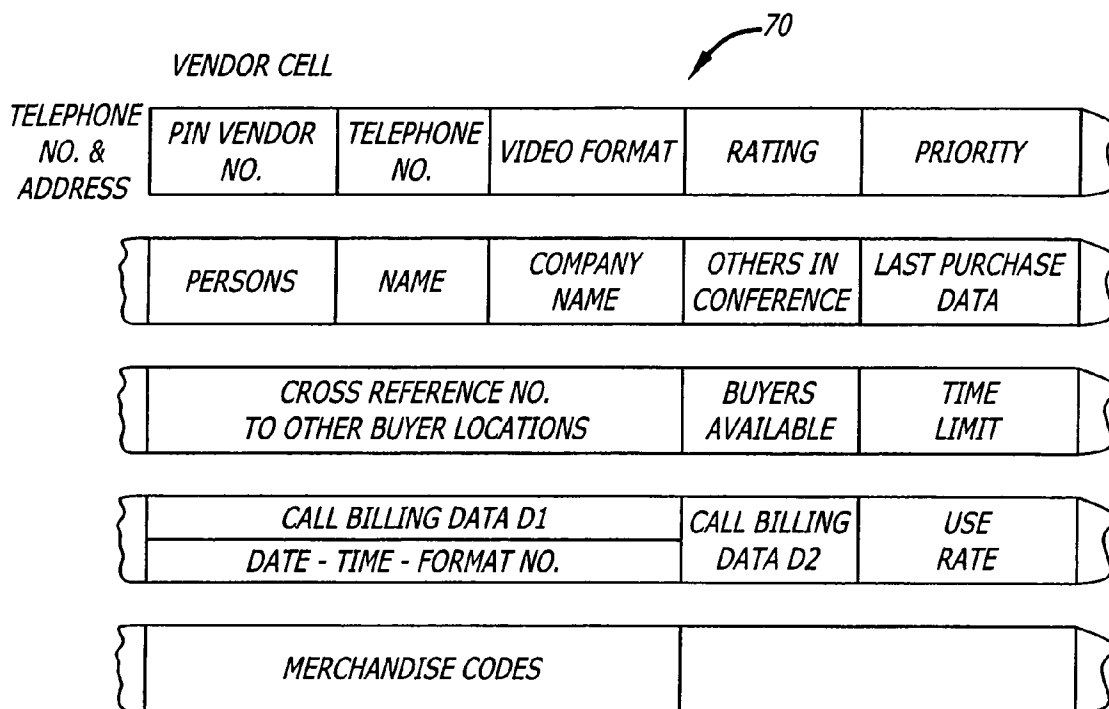 70
VENDOR CELL
TELEPHONE
NO. &
ADDRESS
PIN VENDOR
NO.
TELEPHONE
NO.
VIDEO FORMAT
RATING
PRIORITY
PERSONS
NAME
COMPANY
NAME
OTHERS IN
CONFERENCE
LAST PURCHASE
DATA
CROSS REFERENCE NO.
TO OTHER BUYER LOCATIONS
BUYERS
AVAILABLE
TIME
LIMIT
CALL BILLING DATA D1
DATE - TIME - FORMAT NO.
CALL BILLING
DATA D2
USE
RATE
MERCHANDISE CODES